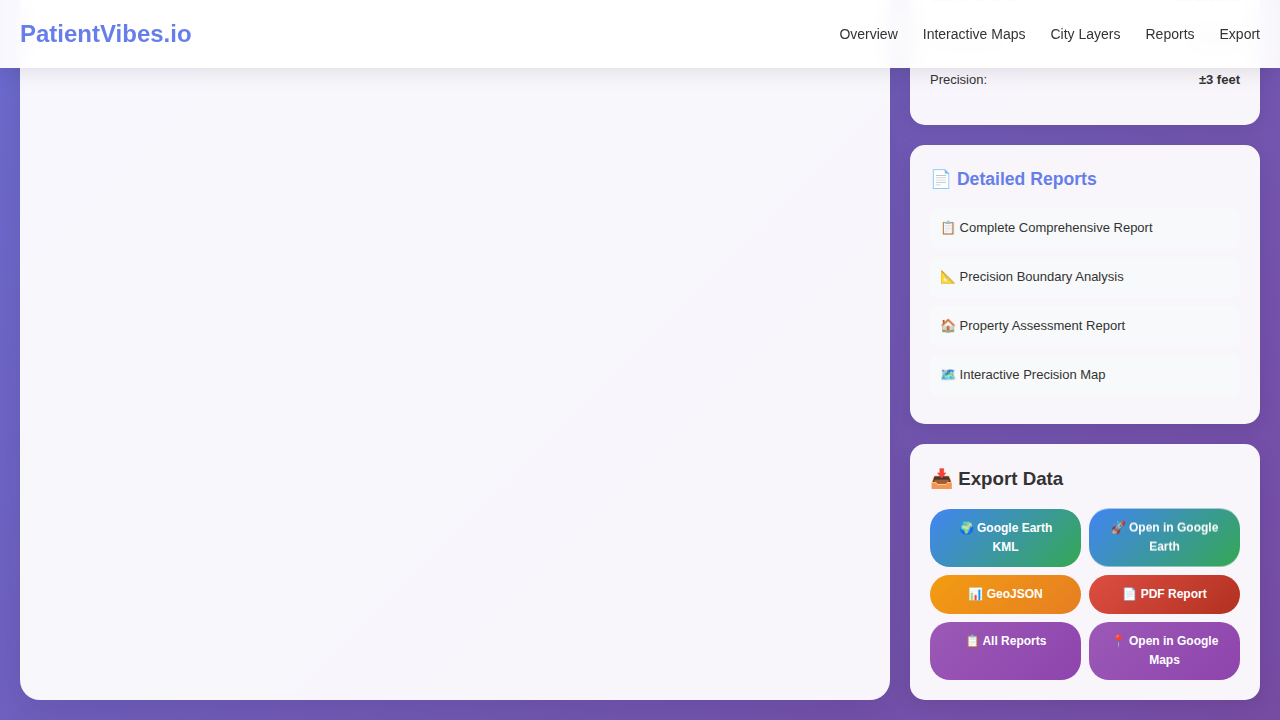 PatientVibes.io
Overview
Interactive Maps
City Layers
Reports
Export
Precision: ±3 feet
📄 Detailed Reports
📋 Complete Comprehensive Report
📐 Precision Boundary Analysis
🏠 Property Assessment Report
🗺️ Interactive Precision Map
📥 Export Data
🌍 Google Earth
KML
🚀 Open in Google
Earth
📊 GeoJSON
📄 PDF Report
📋 All Reports
📍 Open in Google
Maps